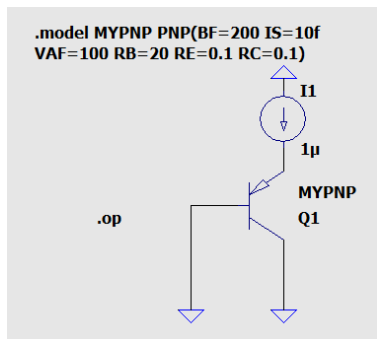 .model MYPNP PNP(BF=200 IS=10f
VAF=100 RB=20 RE=0.1 RC=0.1)
I1
1µ
MYPNP
.op
Q1